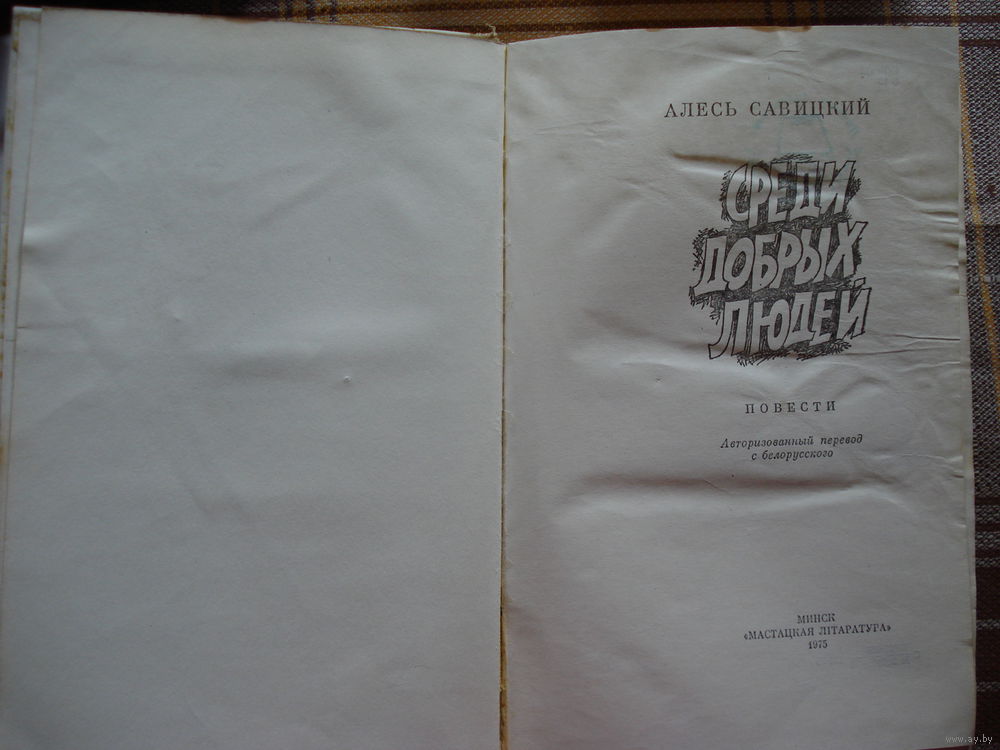 АЛЕСЬ САВИЦКИЙ
СРЕДИ
ДОБРЫХ
ЛЮДЕЙ
ПОВЕСТИ
Авторизованный перевод
с белорусского
МИНСК
«МАСТАЦКАЯ ЛІТАРАТУРА»
1975
www.ay.by